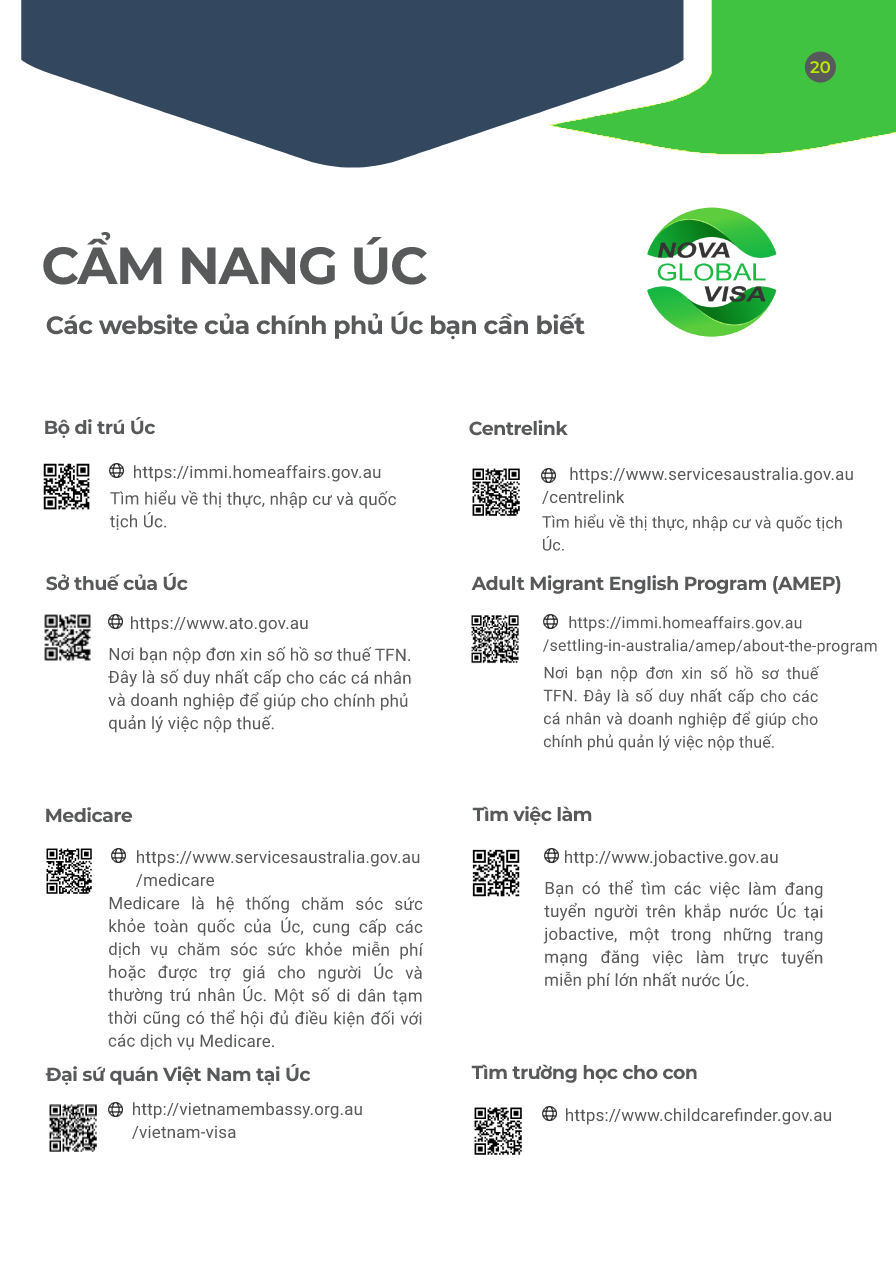 20
CẨM NANG ÚC
Các website của chính phủ Úc bạn cần biết
NOVA
GLOBAL
VISA
Bộ di trú Úc
https://immi.homeaffairs.gov.au
Tìm hiểu về thị thực, nhập cư và quốc
tịch Úc.
Centrelink
https://www.servicesaustralia.gov.au
/centrelink
Tìm hiểu về thị thực, nhập cư và quốc tịch
Úc.
Sở thuế của Úc
https://www.ato.gov.au
Nơi bạn nộp đơn xin số hồ sơ thuế TFN.
Đây là số duy nhất cấp cho các cá nhân
và doanh nghiệp để giúp cho chính phủ
quản lý việc nộp thuế.
Adult Migrant English Program (AMEP)
https://immi.homeaffairs.gov.au
/settling-in-australia/amep/about-the-program
Nơi bạn nộp đơn xin số hồ sơ thuế
TFN. Đây là số duy nhất cấp cho các
cá nhân và doanh nghiệp để giúp cho
chính phủ quản lý việc nộp thuế.
Medicare
https://www.servicesaustralia.gov.au
/medicare
Medicare là hệ thống chăm sóc sức
khỏe toàn quốc của Úc, cung cấp các
dịch vụ chăm sóc sức khỏe miễn phí
hoặc được trợ giá cho người Úc và
thường trú nhân Úc. Một số di dân tạm
thời cũng có thể hội đủ điều kiện đối với
các dịch vụ Medicare.
Tìm việc làm
http://www.jobactive.gov.au
Bạn có thể tìm các việc làm đang
tuyển người trên khắp nước Úc tại
jobactive, một trong những trang
mạng đăng việc làm trực tuyến
miễn phí lớn nhất nước Úc.
Đại sứ quán Việt Nam tại Úc
http://vietnamembassy.org.au
/vietnam-visa
Tìm trường học cho con
https://www.childcarefinder.gov.au